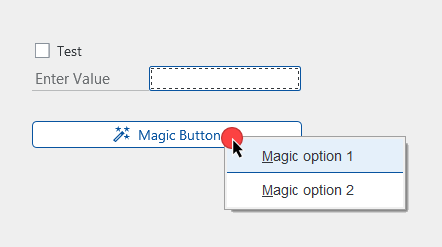 Test
Enter Value
Magic Button
Magic option 1
Magic option 2